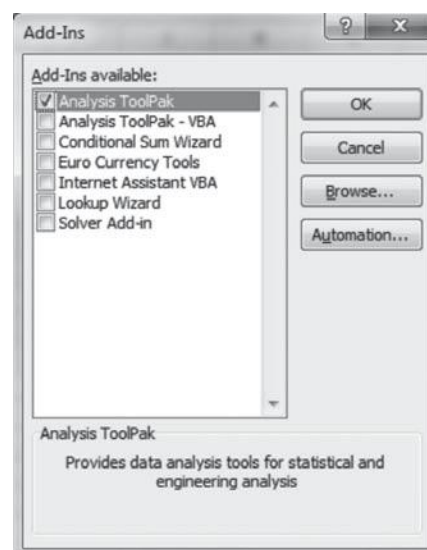 Add-Ins
?
X
Add-Ins available:
Analysis ToolPak
Analysis ToolPak - VBA
Conditional Sum Wizard
Euro Currency Tools
Internet Assistant VBA
Lookup Wizard
Solver Add-in
OK
Cancel
Browse...
Automation...
Analysis ToolPak
Provides data analysis tools for statistical and
engineering analysis